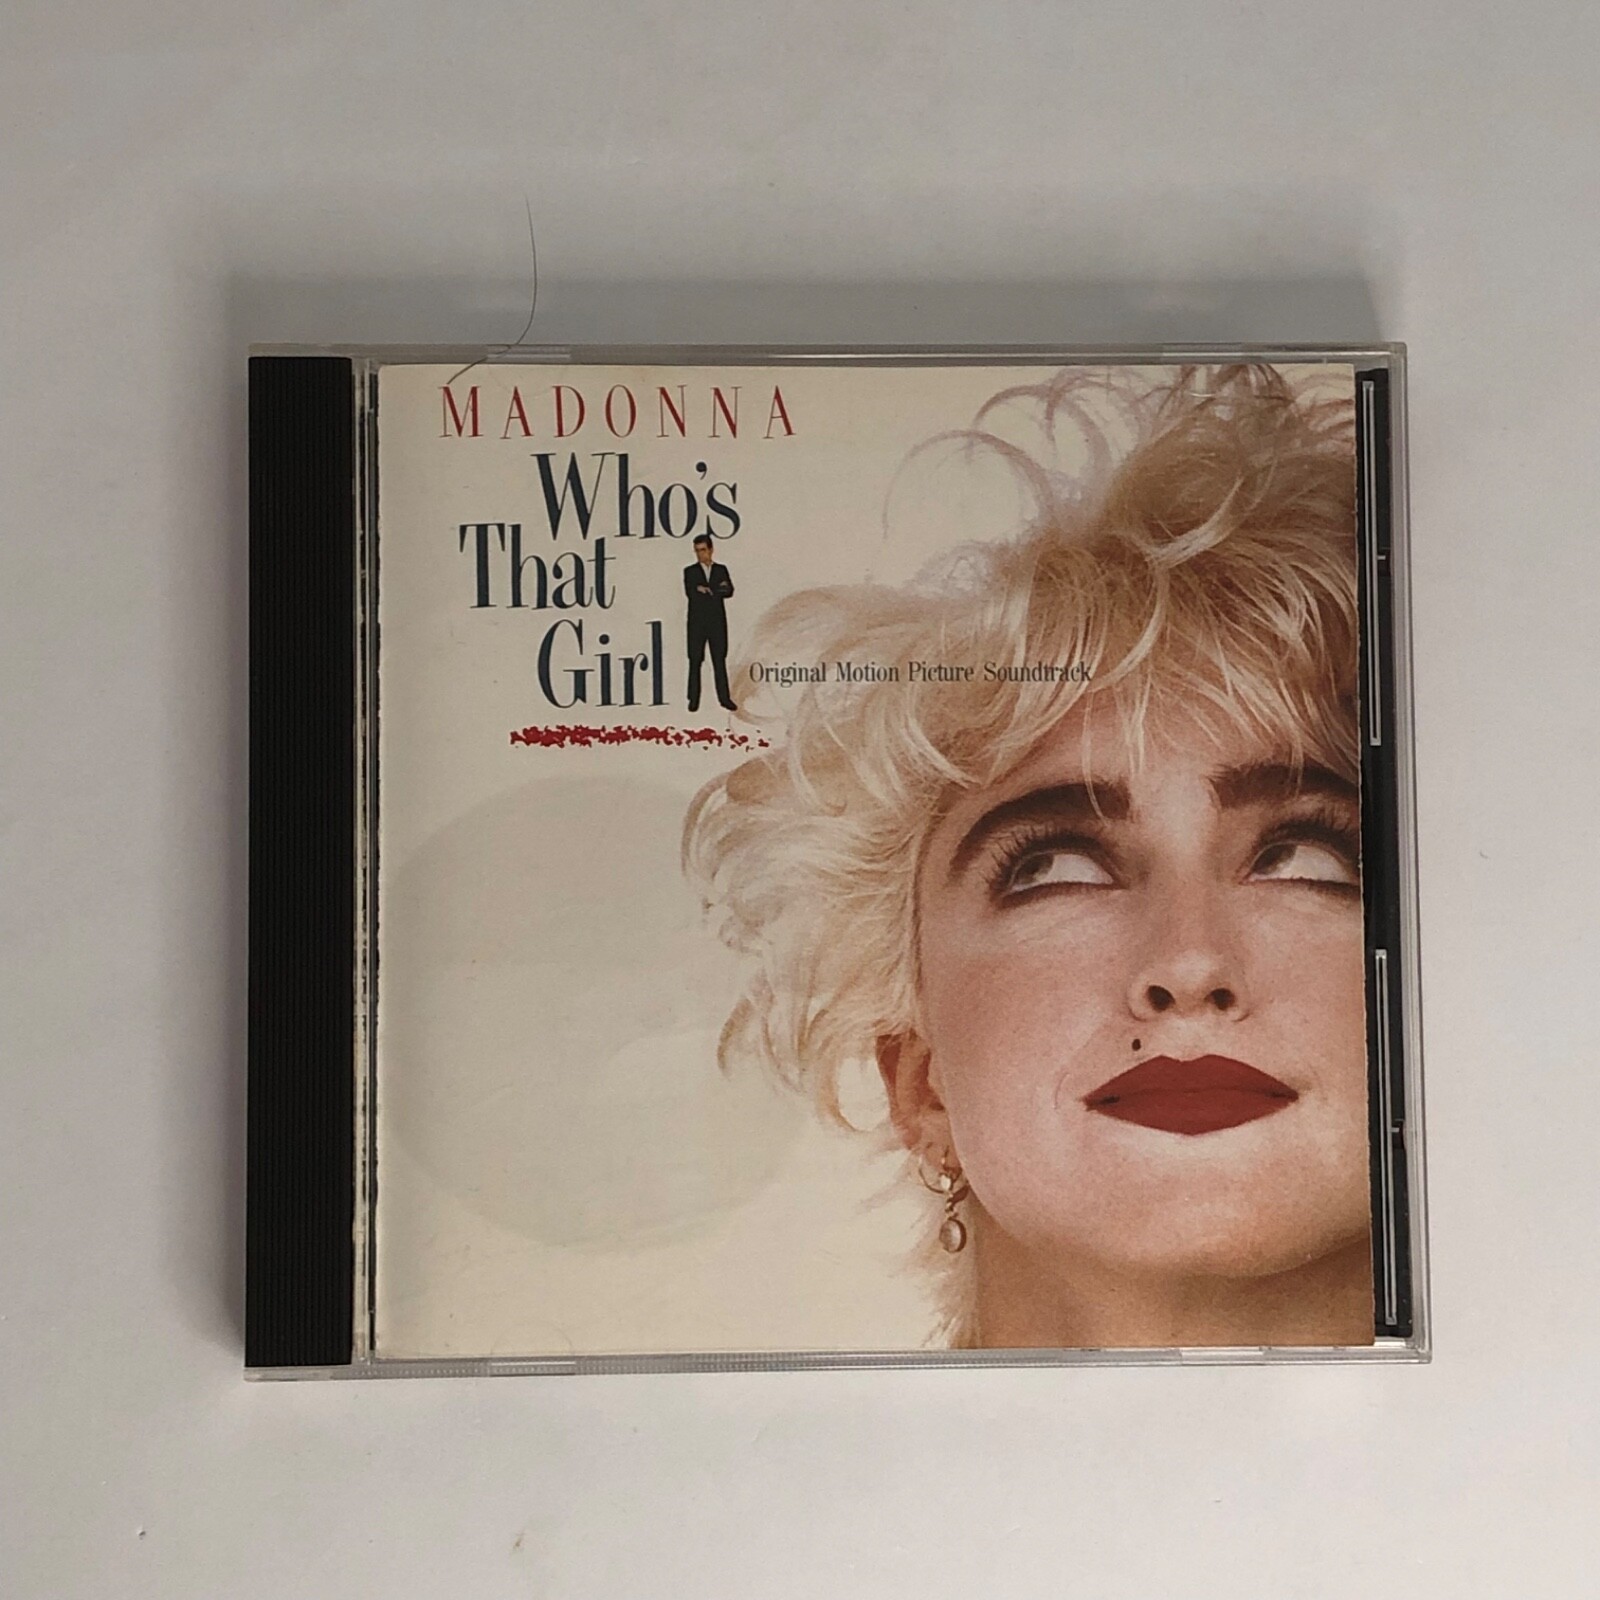 MADONNA
Who's
That
Girl
Original Motion Picture Soundtrack